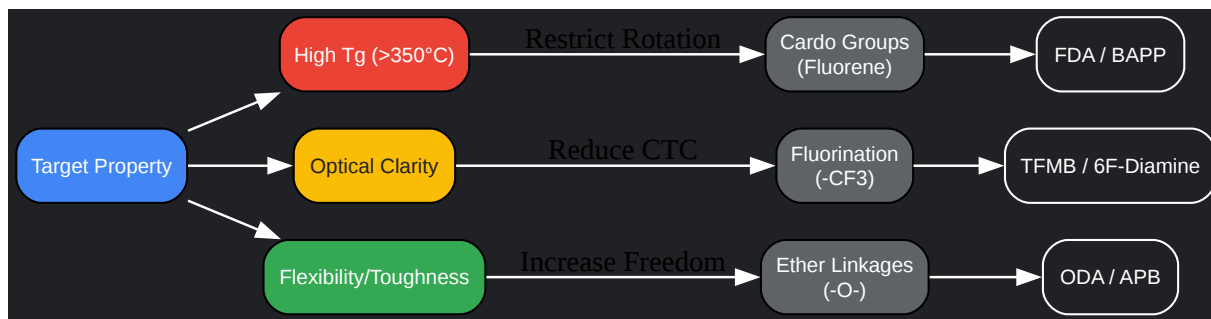 High Tg (>350°C)
Restrict Rotation
Cardo Groups
(Fluorene)
FDA / BAPP
Target Property
Optical Clarity
Reduce CTC
Fluorination
(-CF3)
TFMB / 6F-Diamine
Flexibility/Toughness
Increase Freedom
Ether Linkages
(-O-)
ODA / APB